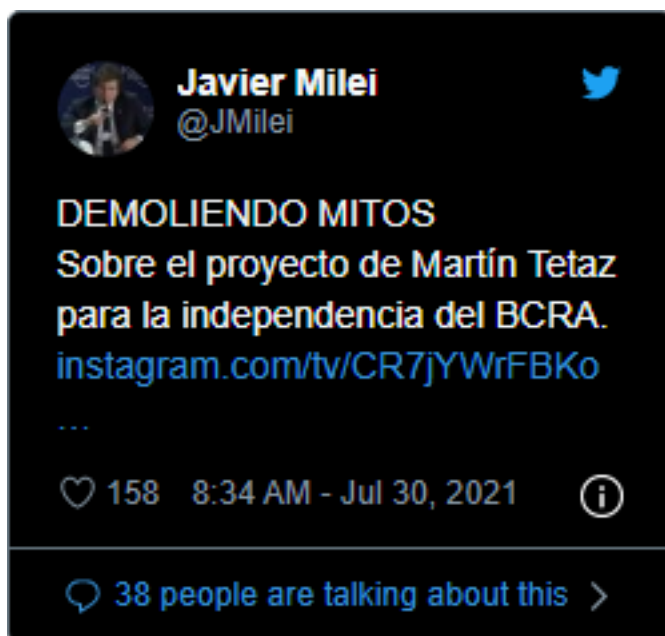 Javier Milei
@JMilei
DEMOLIENDO MITOS
Sobre el proyecto de Martín Tetaz
para la independencia del BCRA.
instagram.com/tv/CR7jYWrFBKo
...
158 8:34 AM - Jul 30, 2021
38 people are talking about this